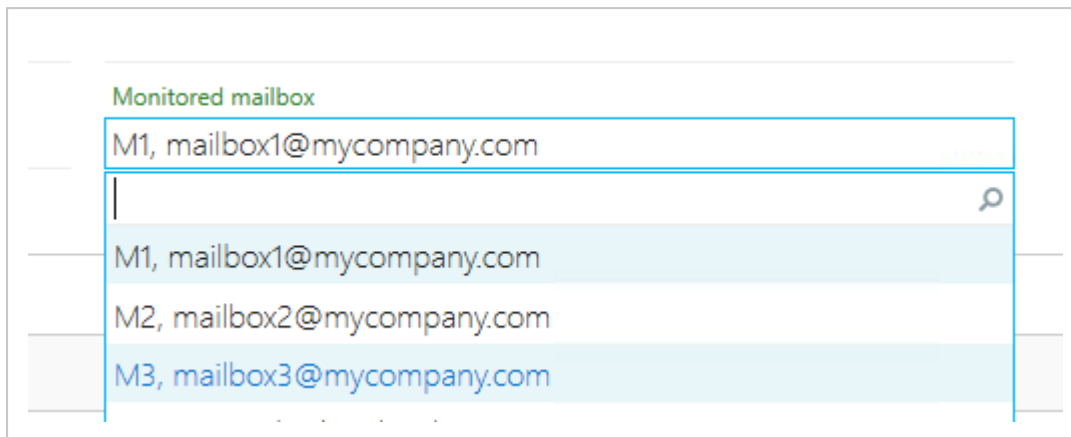 Monitored mailbox
M1, mailbox1@mycompany.com
M1, mailbox1@mycompany.com
M2, mailbox2@mycompany.com
M3, mailbox3@mycompany.com